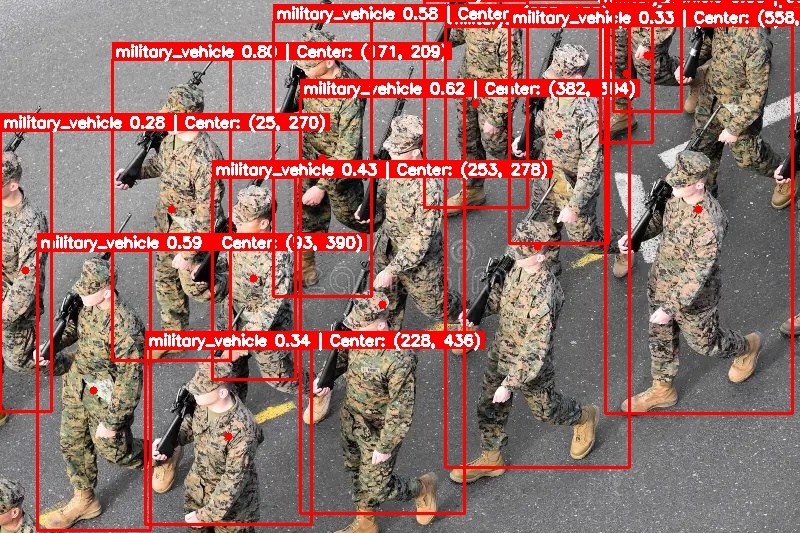 military_vehicle 0.58 | Center
military_vehicle 0.33 | Center: (558,
military_vehicle 0.80 | Center: (171, 209)
military_vehicle 0.62 | Center: (382, 304)
military_vehicle 0.28 | Center: (25, 270)
military_vehicle 0.43 | Center: (253, 278)
military_vehicle 0.59 | Center: (93, 390)
military_vehicle 0.34 | Center: (228, 436)